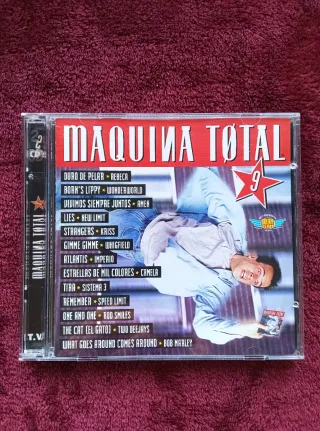 MAQUINA TØTAL
9
DURO DE PELAR • REBECA
BORN'S LIPPY • WONDERWORLD
VIVIMOS SIEMPRE JUNTOS • AMEN
LIES • NEW LIMIT
STRANGERS • KRISS
GIMME GIMME • WHIGFIELD
ATLANTIS • IMPERIO
ESTRELLAS DE MIL COLORES • CAMELA
TIRA • SISTEMA 3
REMEMBER • SPEED LIMIT
ONE AND ONE • ROD SMILES
THE CAT (EL GATO) • TWO DEEJAYS
WHAT GOES AROUND COMES AROUND • BOB MARLEY
2
CD's
MAQUINA TØTAL
T.V.